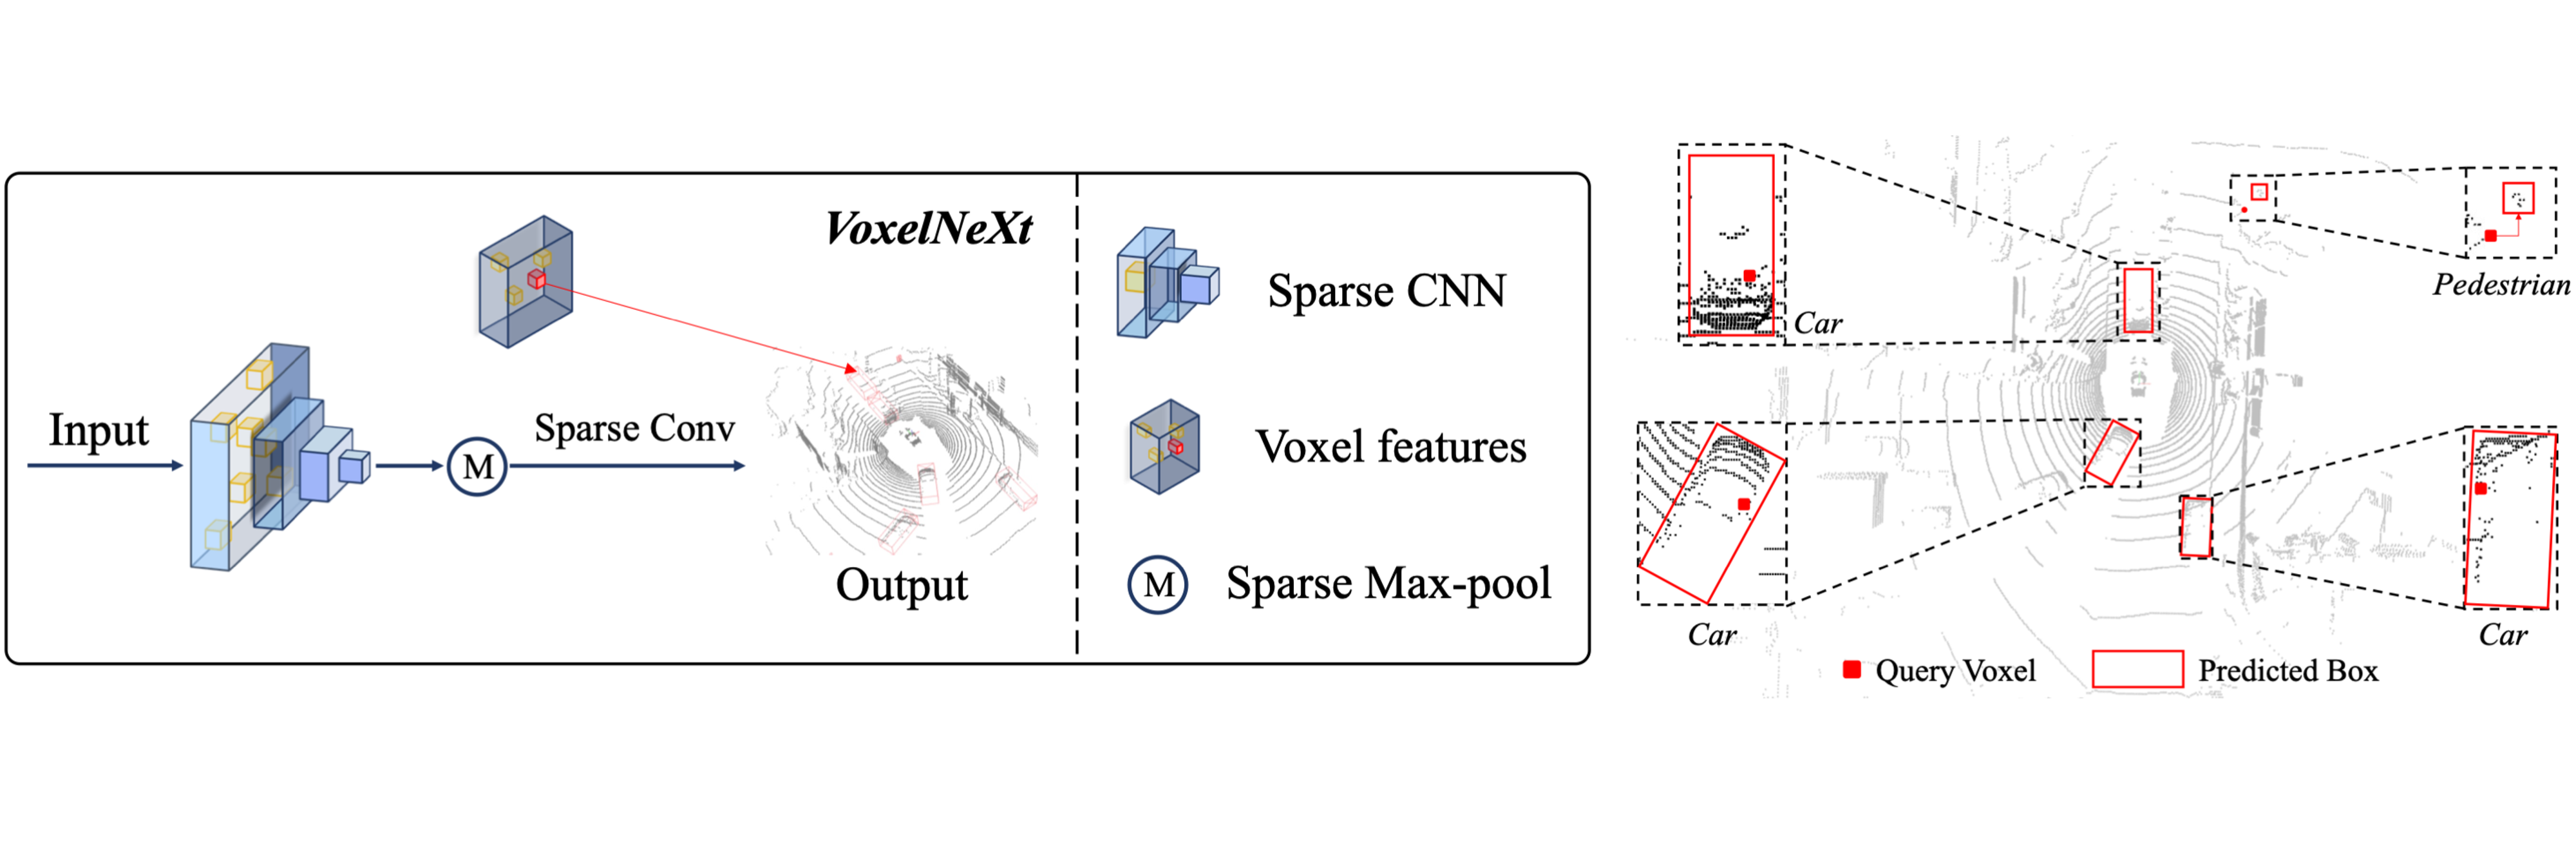 VoxelNeXt
Input
M
Sparse Conv
Output
Sparse CNN
Voxel features
M
Sparse Max-pool
Car
Pedestrian
Car
Car
Query Voxel
Predicted Box